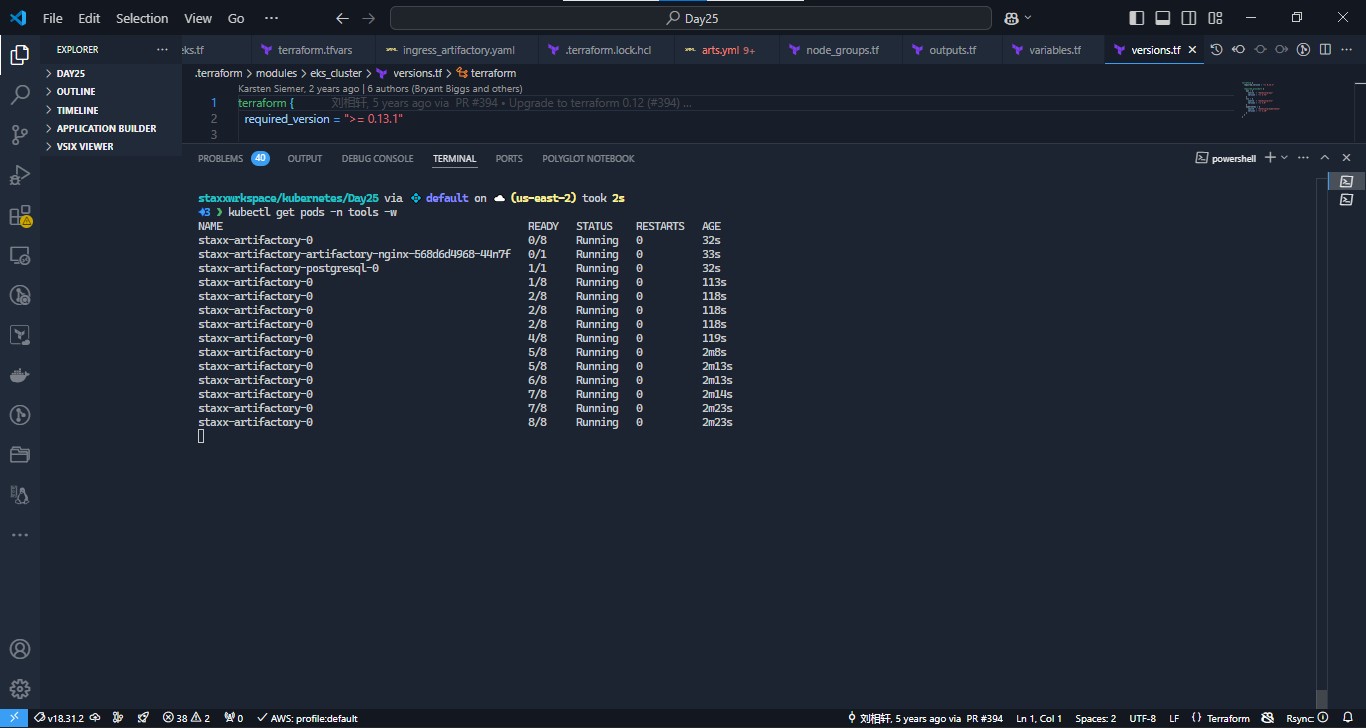 File Edit Selection View Go ··· Day25
EXPLORER ···
DAY25
OUTLINE
TIMELINE
APPLICATION BUILDER
VSIX VIEWER
eks.tf terraform.tfvars ingress_artifactory.yaml .terraform.lock.hcl arts.yml 9+ node_groups.tf outputs.tf variables.tf versions.tf
.terraform > modules > eks_cluster > versions.tf > terraform
Karsten Siemer, 2 years ago | 6 authors (Bryant Biggs and others)
1 terraform { 刘相轩, 5 years ago via PR #394 • Upgrade to terraform 0.12 (#394) ...
2 required_version = ">= 0.13.1"
3
PROBLEMS 40 OUTPUT DEBUG CONSOLE TERMINAL PORTS POLYGLOT NOTEBOOK powershell
staxxwrkspace/kubernetes/Day25 via default on (us-east-2) took 2s
3 ❯ kubectl get pods -n tools -w
NAME READY STATUS RESTARTS AGE
staxx-artifactory-0 0/8 Running 0 32s
staxx-artifactory-artifactory-nginx-568d6d4968-44n7f 0/1 Running 0 33s
staxx-artifactory-postgresql-0 1/1 Running 0 32s
staxx-artifactory-0 1/8 Running 0 113s
staxx-artifactory-0 2/8 Running 0 118s
staxx-artifactory-0 2/8 Running 0 118s
staxx-artifactory-0 2/8 Running 0 118s
staxx-artifactory-0 4/8 Running 0 119s
staxx-artifactory-0 5/8 Running 0 2m8s
staxx-artifactory-0 5/8 Running 0 2m13s
staxx-artifactory-0 6/8 Running 0 2m13s
staxx-artifactory-0 7/8 Running 0 2m14s
staxx-artifactory-0 7/8 Running 0 2m23s
staxx-artifactory-0 8/8 Running 0 2m23s
v18.31.2 38 2 0 AWS: profile:default 刘相轩, 5 years ago via PR #394 Ln 1, Col 1 Spaces: 2 UTF-8 LF Terraform Rsync: